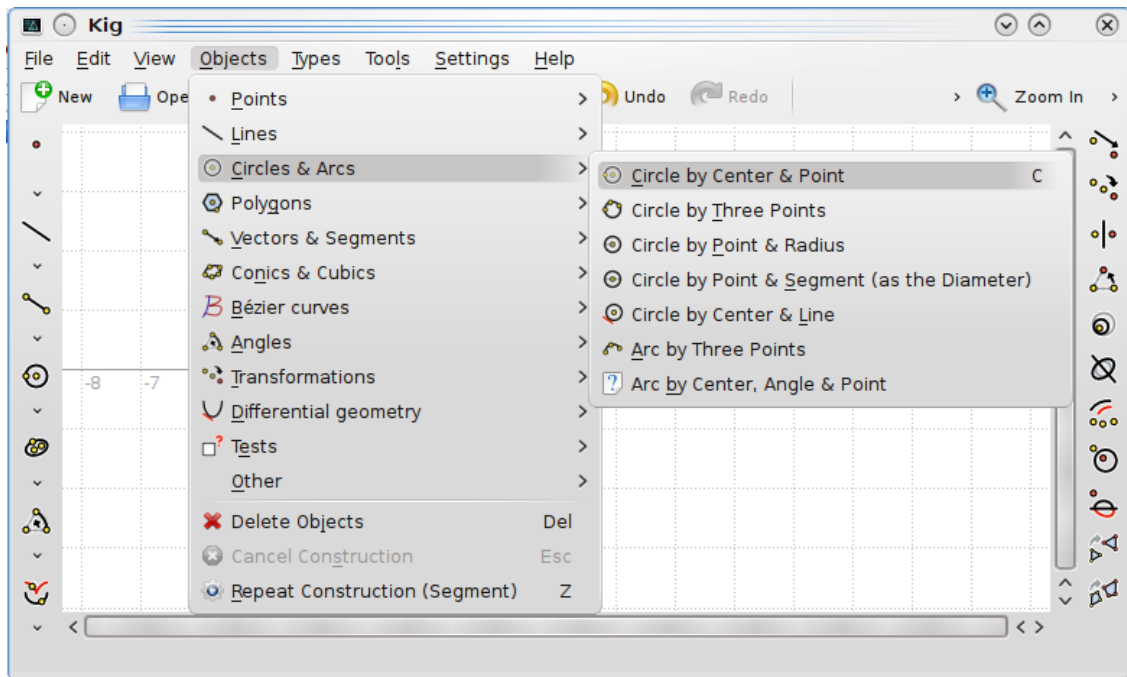 Kig
File Edit View Objects Types Tools Settings Help
New Ope Undo Redo Zoom In
Points
Lines
Circles & Arcs
Polygons
Vectors & Segments
Conics & Cubics
Bézier curves
Angles
Transformations
Differential geometry
Tests
Other
Delete Objects Del
Cancel Construction Esc
Repeat Construction (Segment) Z
Circle by Center & Point C
Circle by Three Points
Circle by Point & Radius
Circle by Point & Segment (as the Diameter)
Circle by Center & Line
Arc by Three Points
Arc by Center, Angle & Point
-8 -7